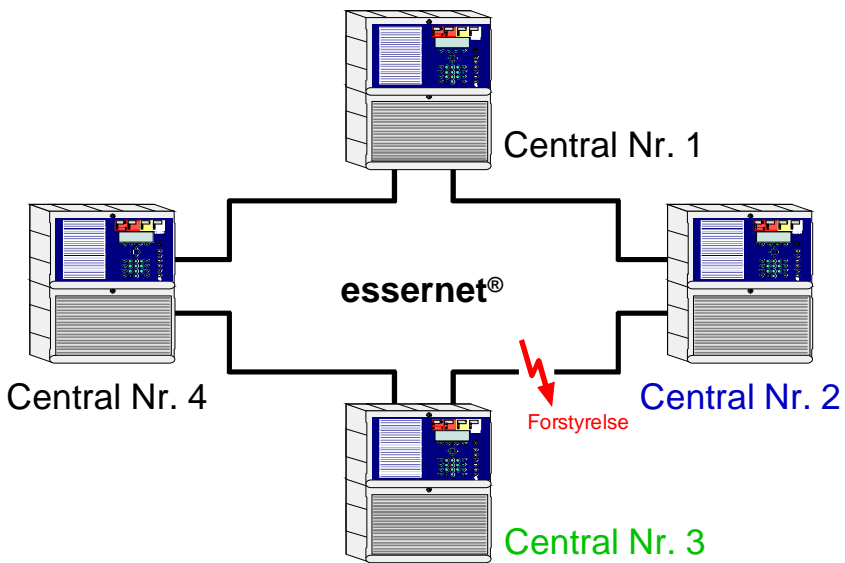 Central Nr. 1
essernet®
Central Nr. 4
Central Nr. 2
Forstyrelse
Central Nr. 3